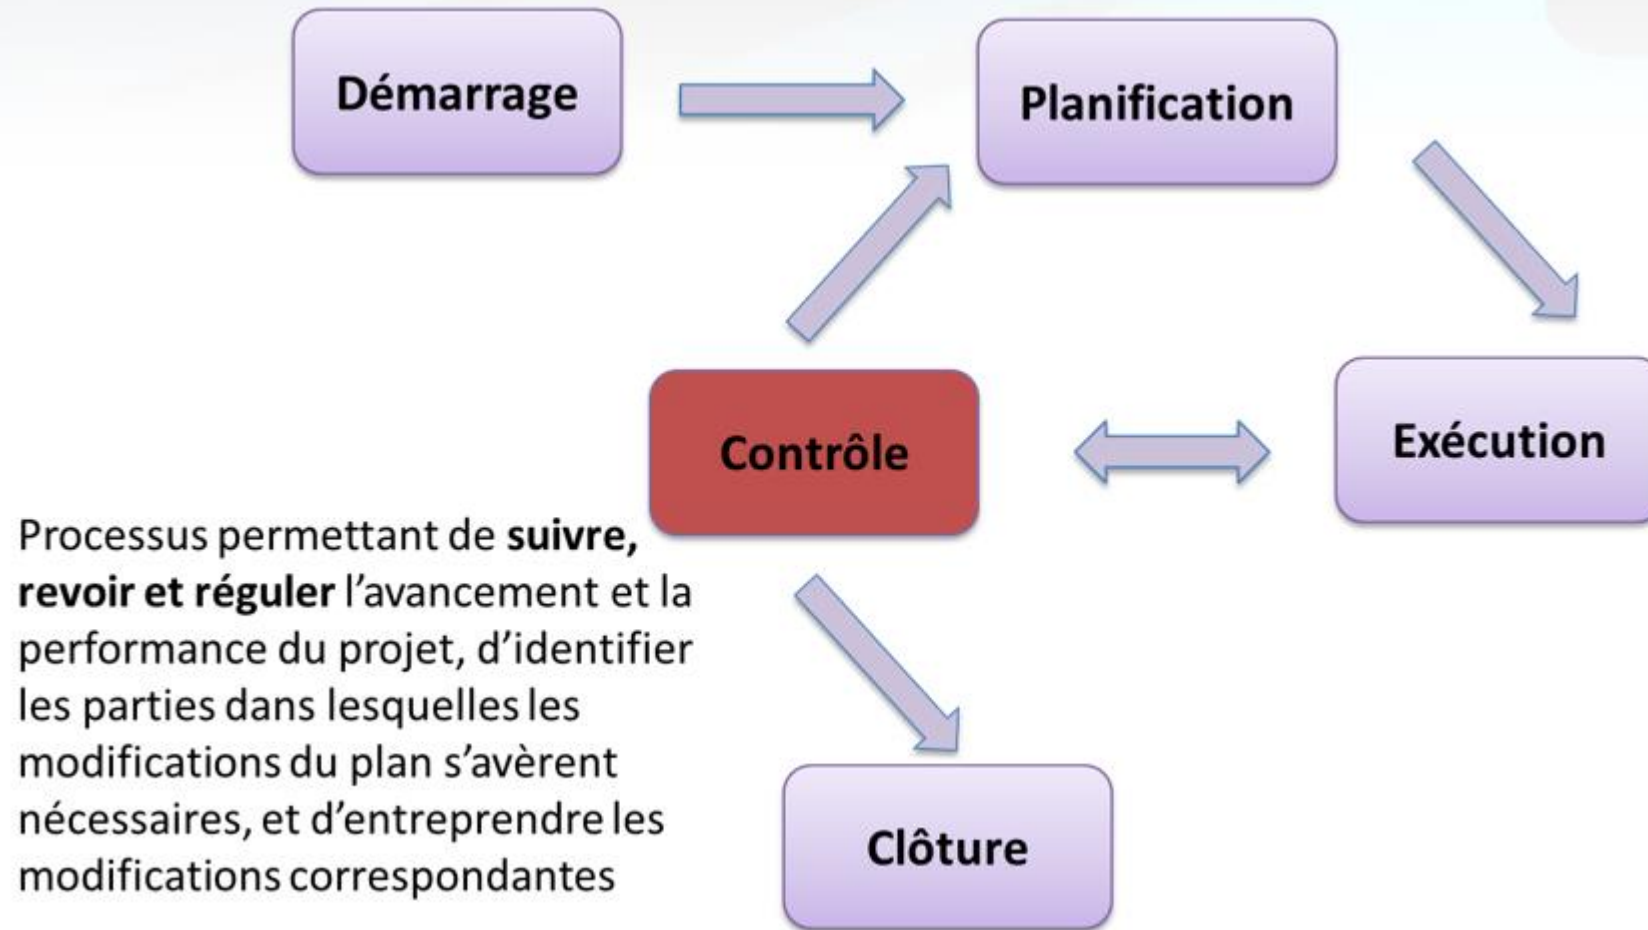 Démarrage
Planification
Contrôle
Exécution
Processus permettant de suivre,
revoir et réguler l’avancement et la
performance du projet, d’identifier
les parties dans lesquelles les
modifications du plan s’avèrent
nécessaires, et d’entreprendre les
modifications correspondantes
Clôture